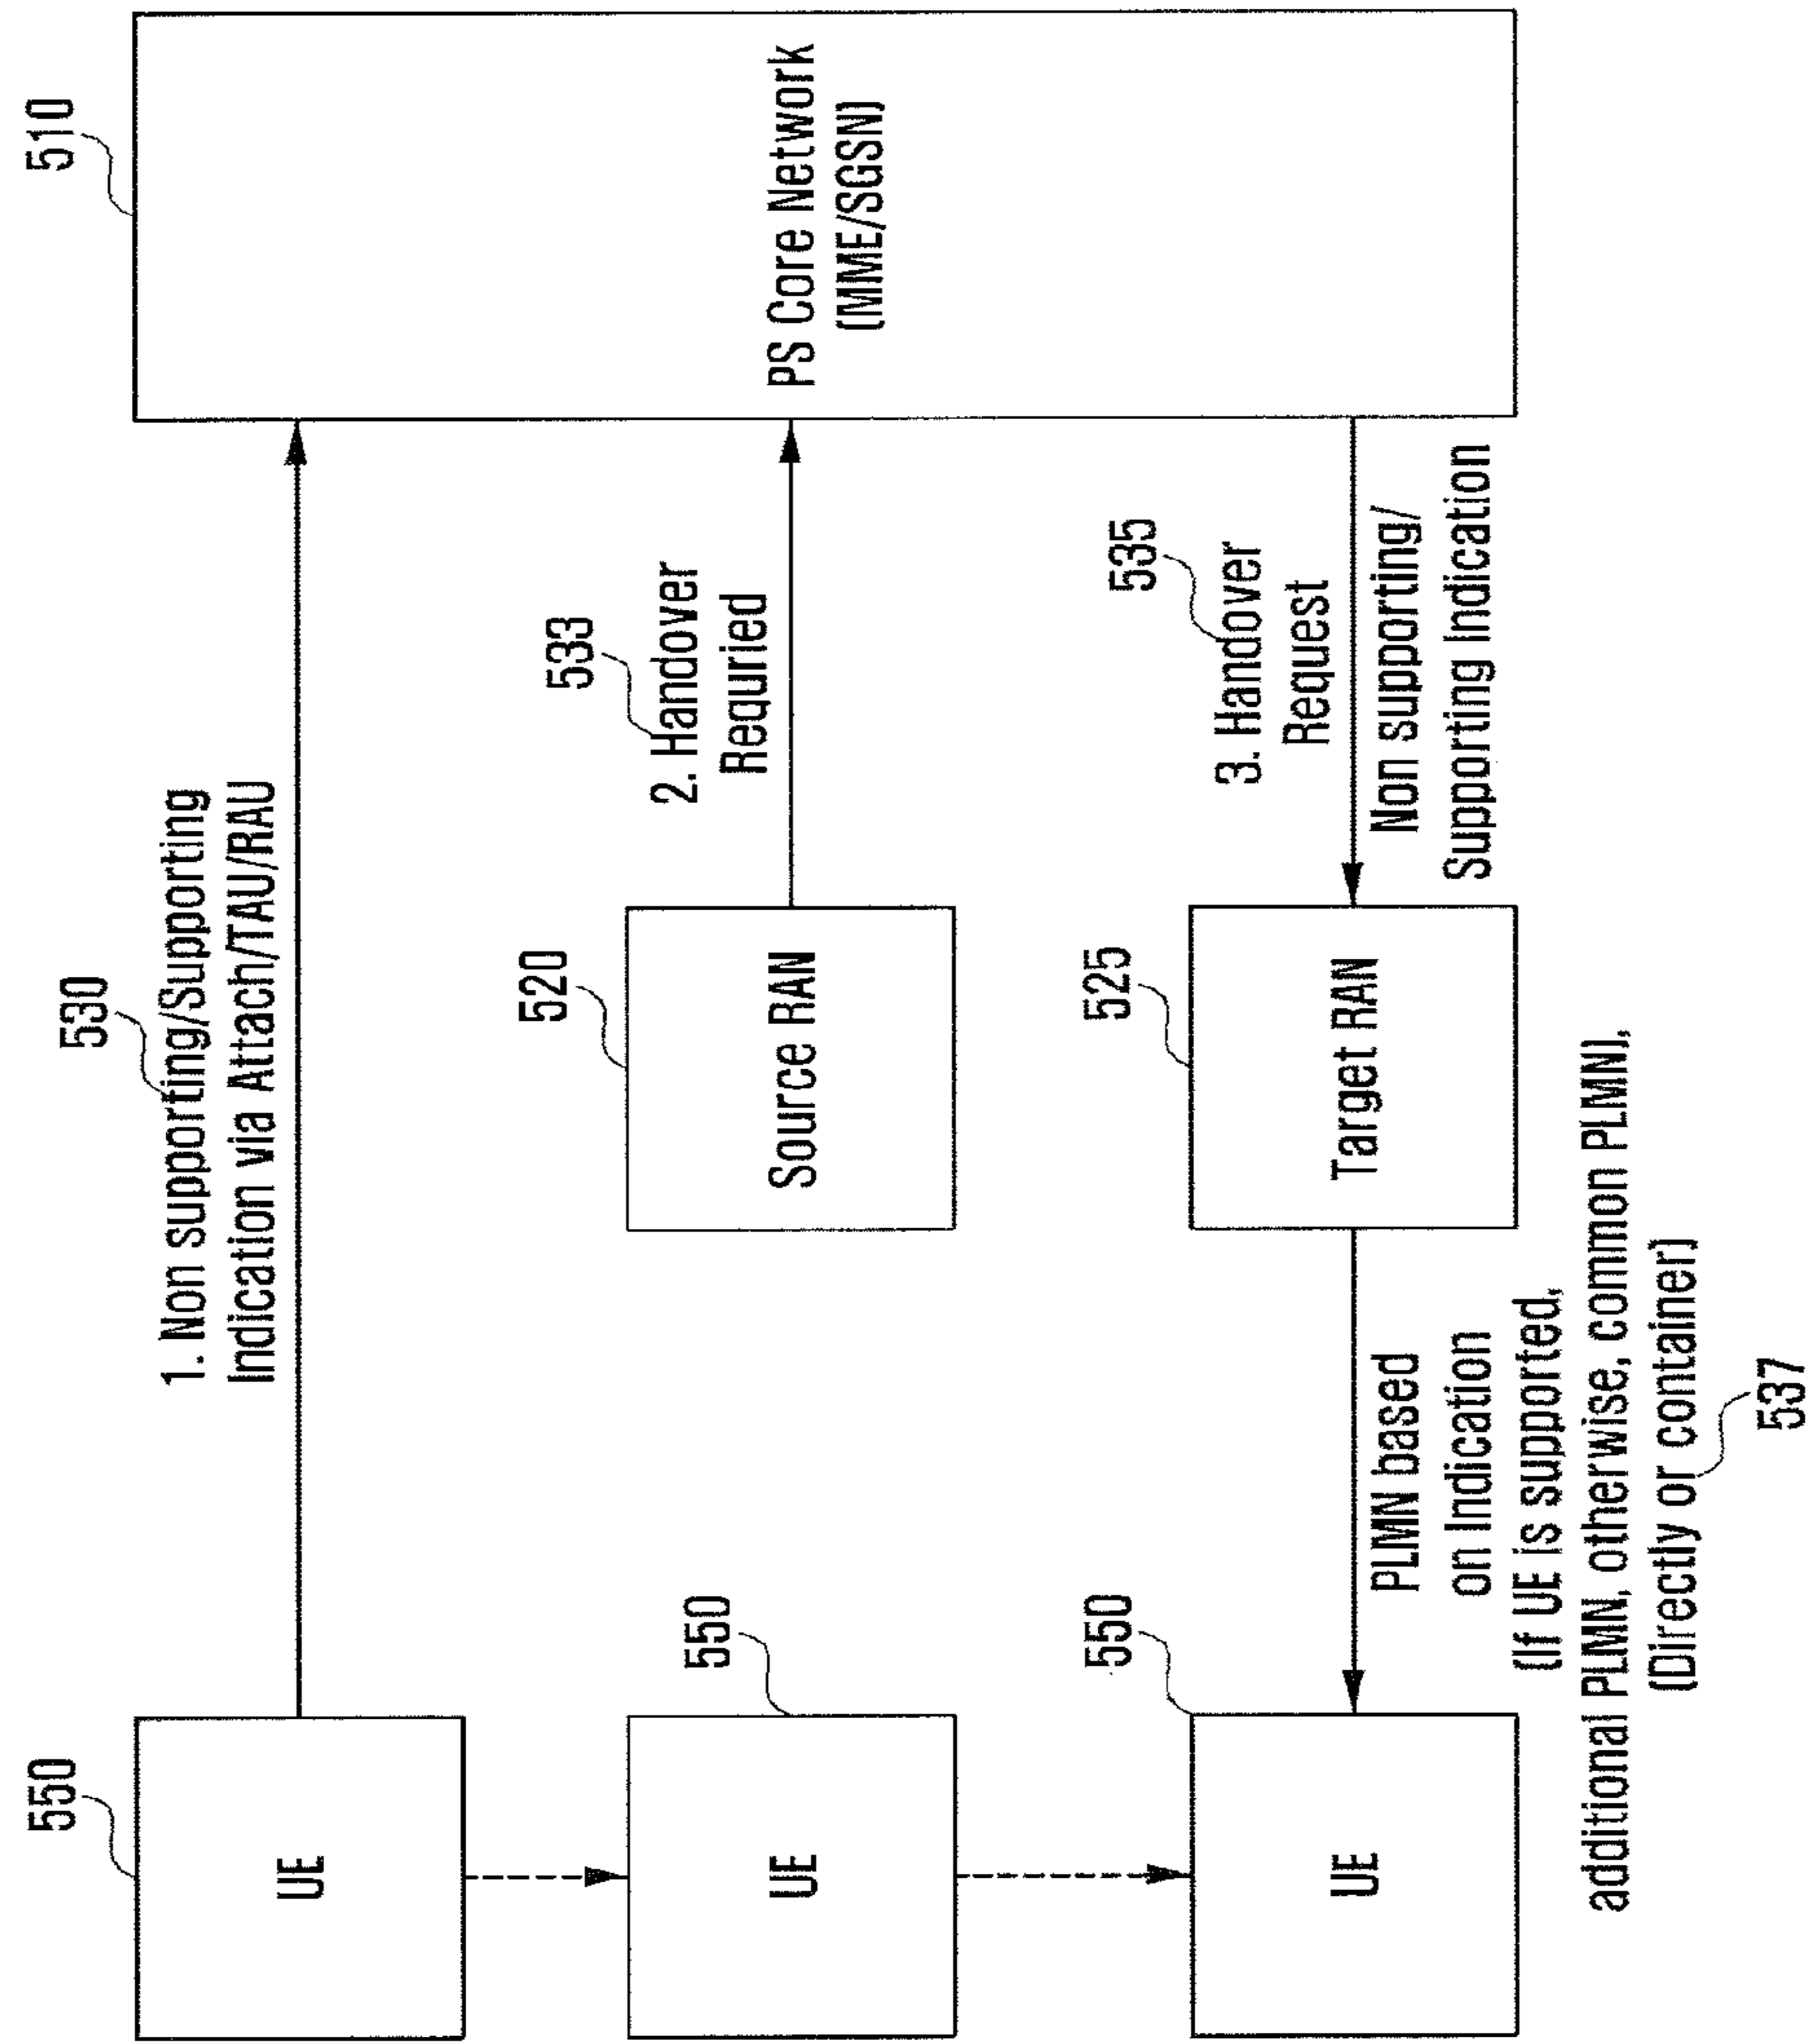 550
UE
530
1. Non supporting/Supporting
Indication via Attach/TAU/RAU
510
PS Core Network
(MME/SGSN)
550
UE
520
Source RAN
533
2. Handover
Requried
550
UE
525
Target RAN
535
3. Handover
Request
Non supporting/
Supporting Indication
PLMN based
on Indication
(If UE is supported,
additional PLMN, otherwise, common PLMN),
(Directly or container)
537